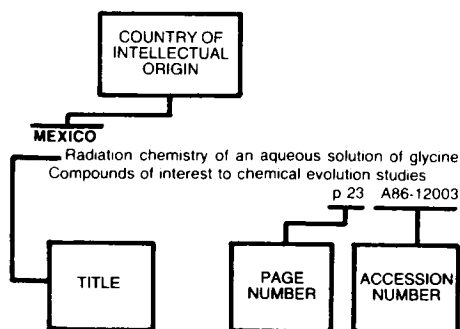 COUNTRY OF
INTELLECTUAL
ORIGIN
MEXICO
Radiation chemistry of an aqueous solution of glycine
Compounds of interest to chemical evolution studies
p 23 A86-12003
TITLE
PAGE
NUMBER
ACCESSION
NUMBER